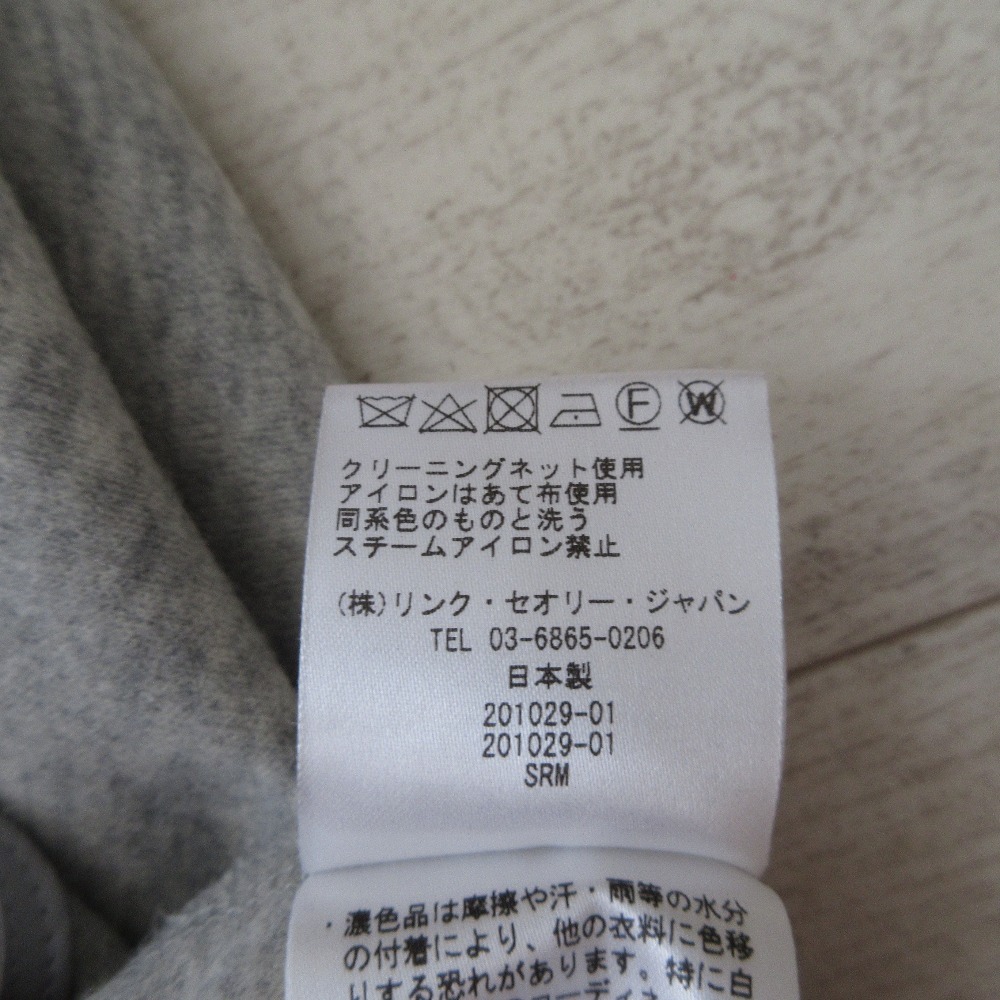 F W
クリーニングネット使用
アイロンはあて布使用
同系色のものと洗う
スチームアイロン禁止
(株)リンク・セオリー・ジャパン
TEL 03-6865-0206
日本製
201029-01
201029-01
SRM
・濃色品は摩擦や汗・雨等の水分
の付着により、他の衣料に色移
りする恐れがあります。特に白